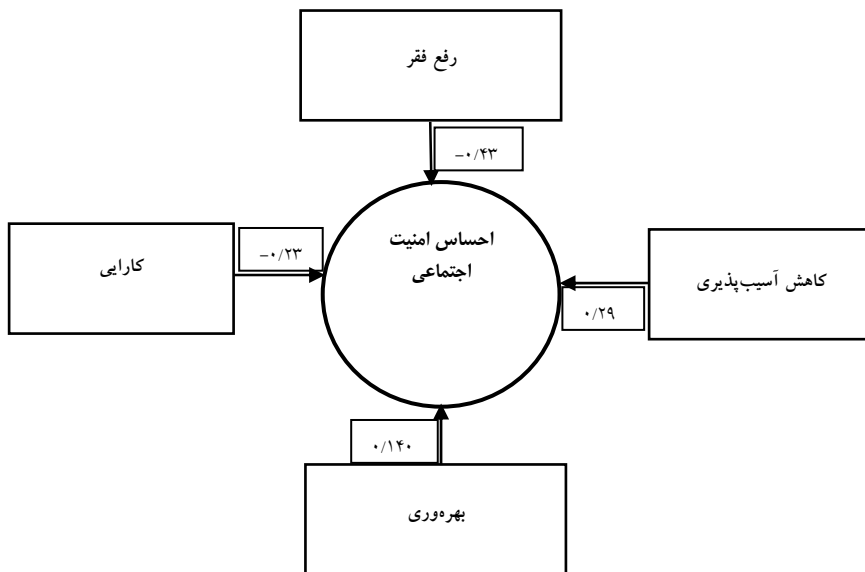 رفع فقر
-۰/۴۳
احساس امنیت
اجتماعی
-۰/۲۳
کارایی
کاهش آسیب‌پذیری
۰/۲۹
۰/۱۴۰
بهره‌وری